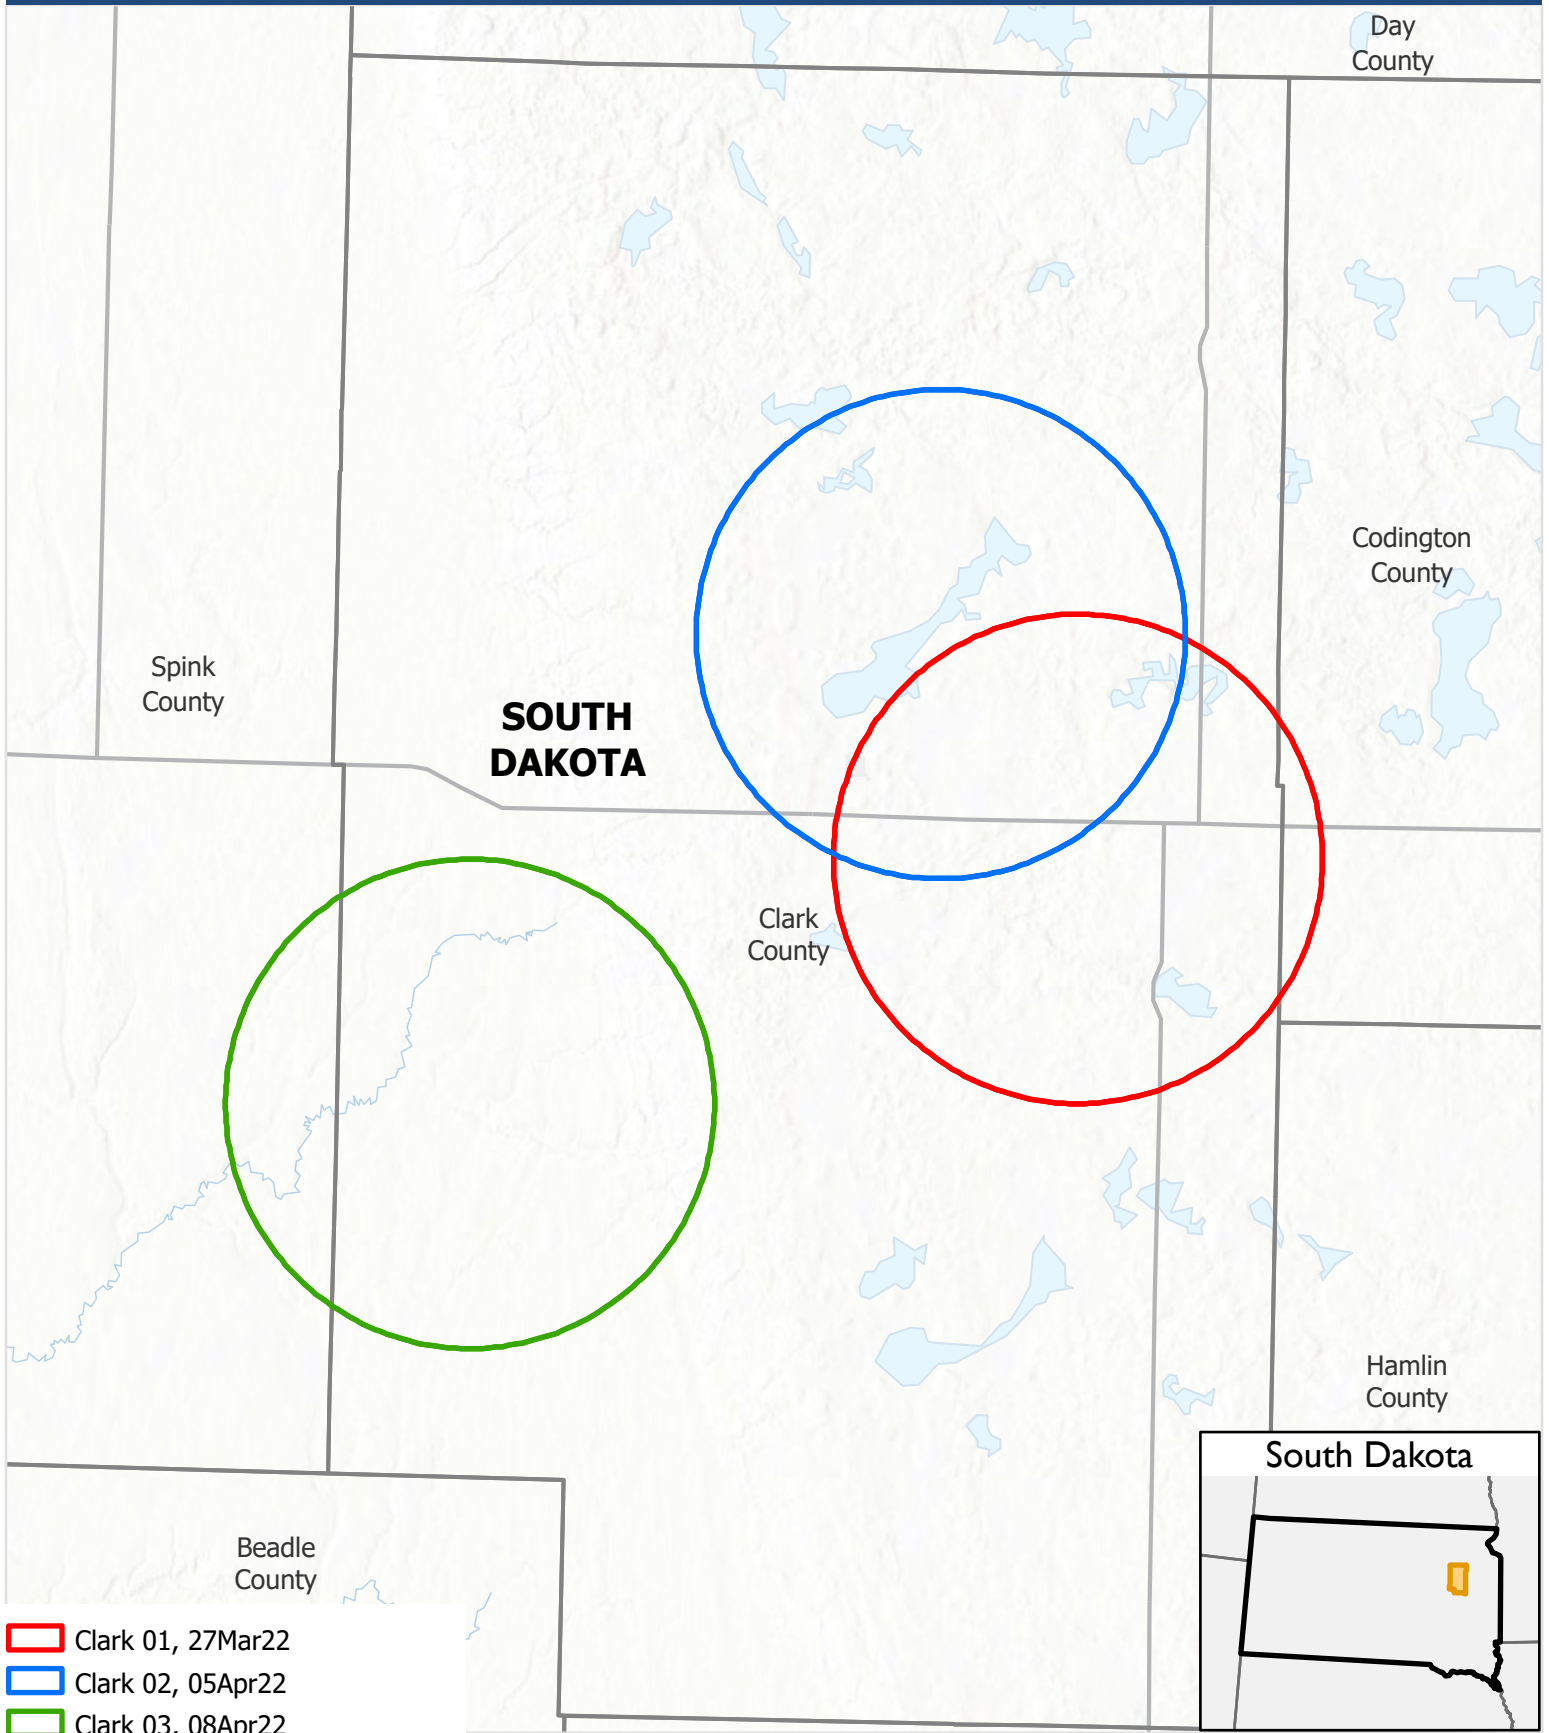 Day
County
Codington
County
Spink
County
SOUTH
DAKOTA
Clark
County
Hamlin
County
South Dakota
Beadle
County
Clark 01, 27Mar22
Clark 02, 05Apr22
Clark 03, 08Apr22